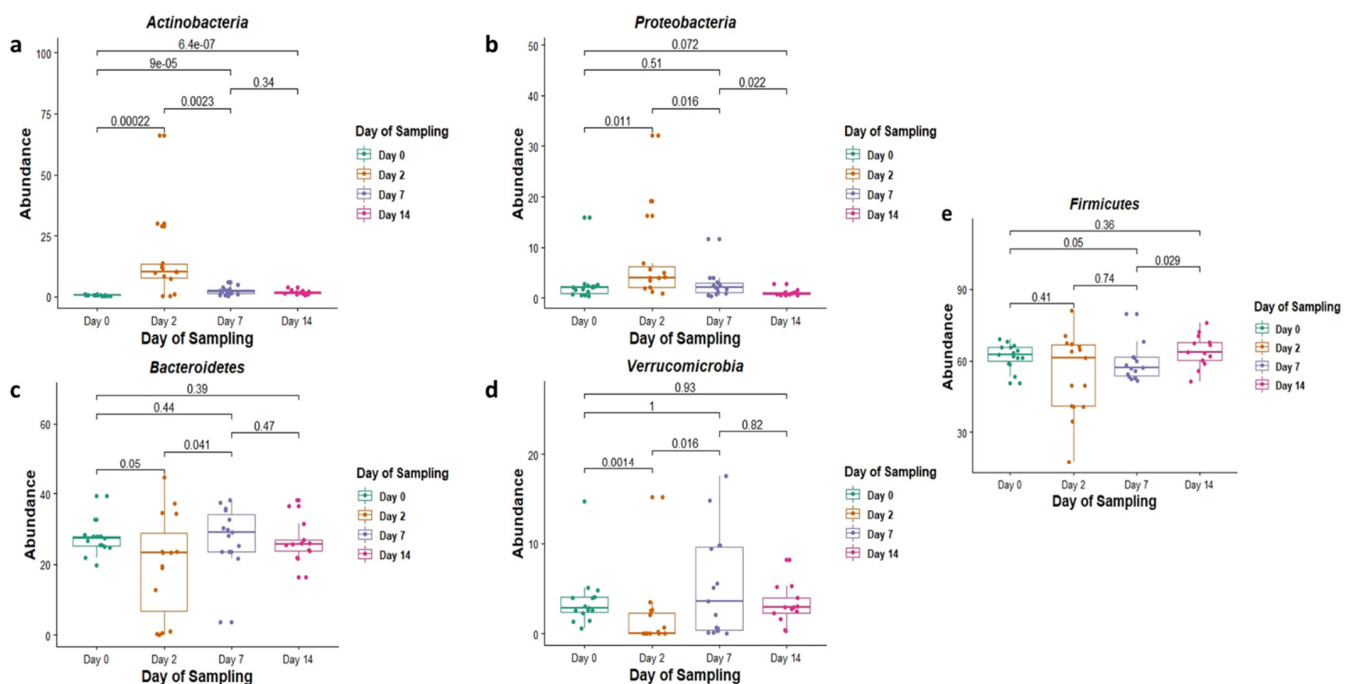 a
Actinobacteria
Abundance
100
75
50
25
0
6.4e-07
9e-05
0.34
0.0023
0.00022
Day 0
Day 2
Day 7
Day 14
Day of Sampling
Day of Sampling
Day 0
Day 2
Day 7
Day 14
b
Proteobacteria
Abundance
50
40
30
20
10
0
0.072
0.51
0.022
0.016
0.011
Day 0
Day 2
Day 7
Day 14
Day of Sampling
Day of Sampling
Day 0
Day 2
Day 7
Day 14
c
Bacteroidetes
Abundance
60
40
20
0
0.39
0.44
0.47
0.041
0.05
Day 0
Day 2
Day 7
Day 14
Day of Sampling
Day of Sampling
Day 0
Day 2
Day 7
Day 14
d
Verrucomicrobia
Abundance
20
10
0
0.93
1
0.82
0.016
0.0014
Day 0
Day 2
Day 7
Day 14
Day of Sampling
Day of Sampling
Day 0
Day 2
Day 7
Day 14
e
Firmicutes
Abundance
90
60
30
0.36
0.05
0.029
0.74
0.41
Day 0
Day 2
Day 7
Day 14
Day of Sampling
Day of Sampling
Day 0
Day 2
Day 7
Day 14